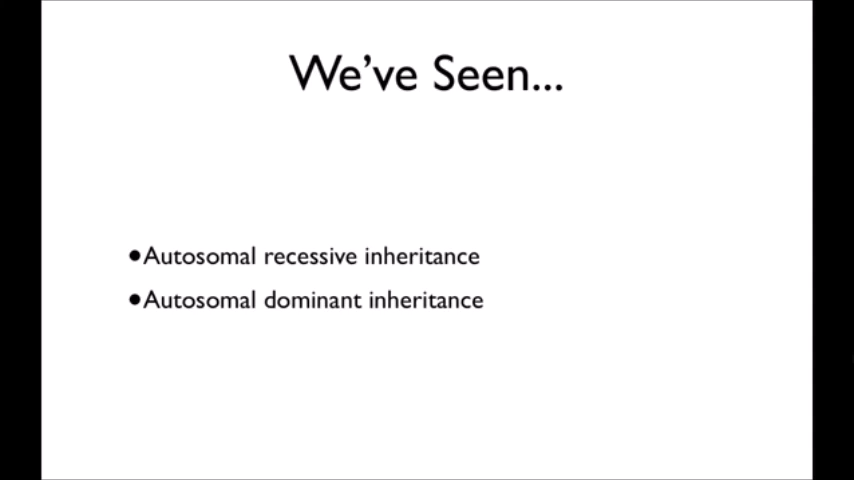 We've Seen...
•Autosomal recessive inheritance
•Autosomal dominant inheritance